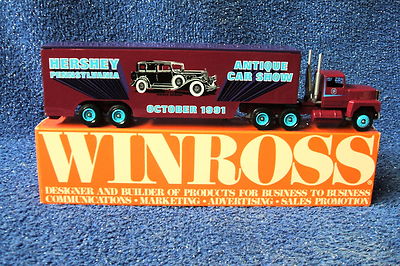 HERSHEY
PENNSYLVANIA
ANTIQUE
CAR SHOW
OCTOBER 1991
WINROSS
DESIGNER AND BUILDER OF PRODUCTS FOR BUSINESS TO BUSINESS
COMMUNICATIONS • MARKETING • ADVERTISING • SALES PROMOTION